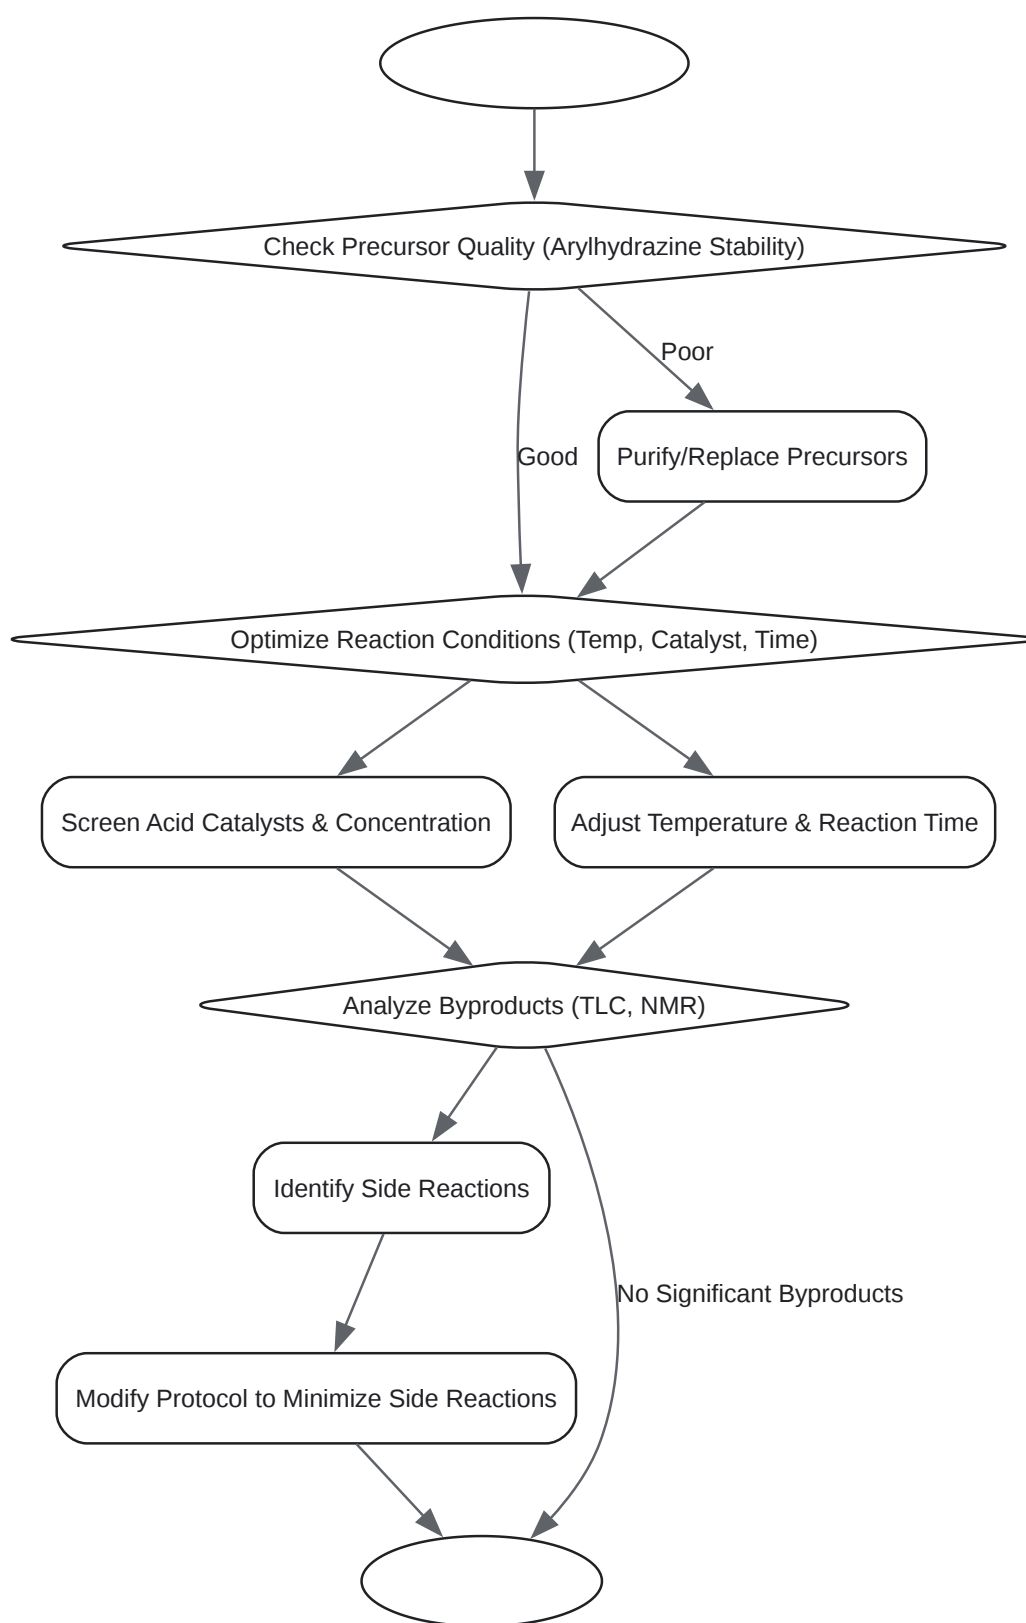 Check Precursor Quality (Arylhydrazine Stability)
Poor
Good
Purify/Replace Precursors
Optimize Reaction Conditions (Temp, Catalyst, Time)
Screen Acid Catalysts & Concentration
Adjust Temperature & Reaction Time
Analyze Byproducts (TLC, NMR)
Identify Side Reactions
No Significant Byproducts
Modify Protocol to Minimize Side Reactions